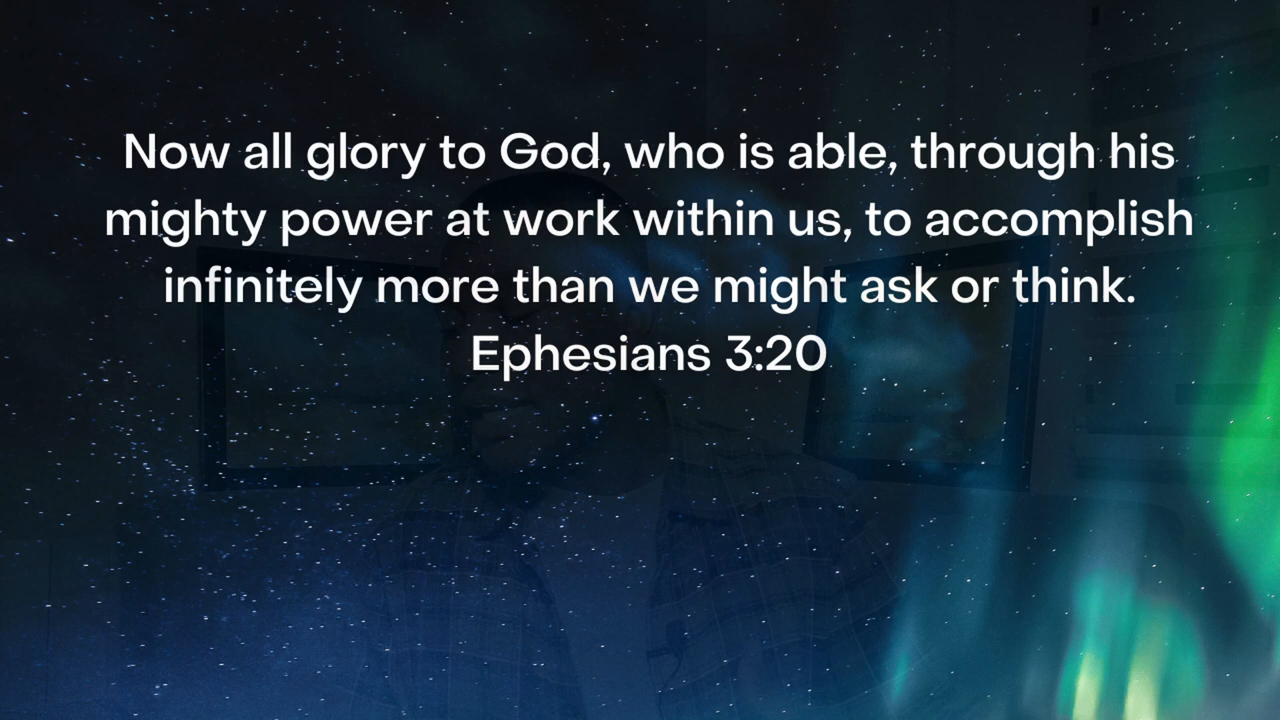 Now all glory to God, who is able, through his
mighty power at work within us, to accomplish
infinitely more than we might ask or think.
Ephesians 3:20